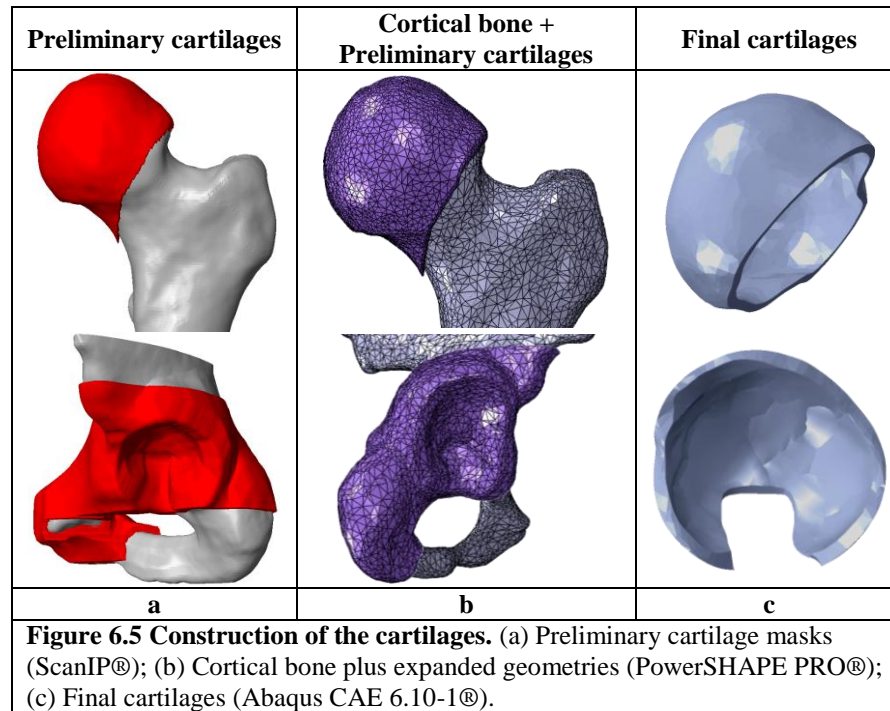 Preliminary cartilages
Cortical bone +
Preliminary cartilages
Final cartilages
a
b
c
Figure 6.5 Construction of the cartilages. (a) Preliminary cartilage masks
(ScanIP®); (b) Cortical bone plus expanded geometries (PowerSHAPE PRO®);
(c) Final cartilages (Abaqus CAE 6.10-1®).